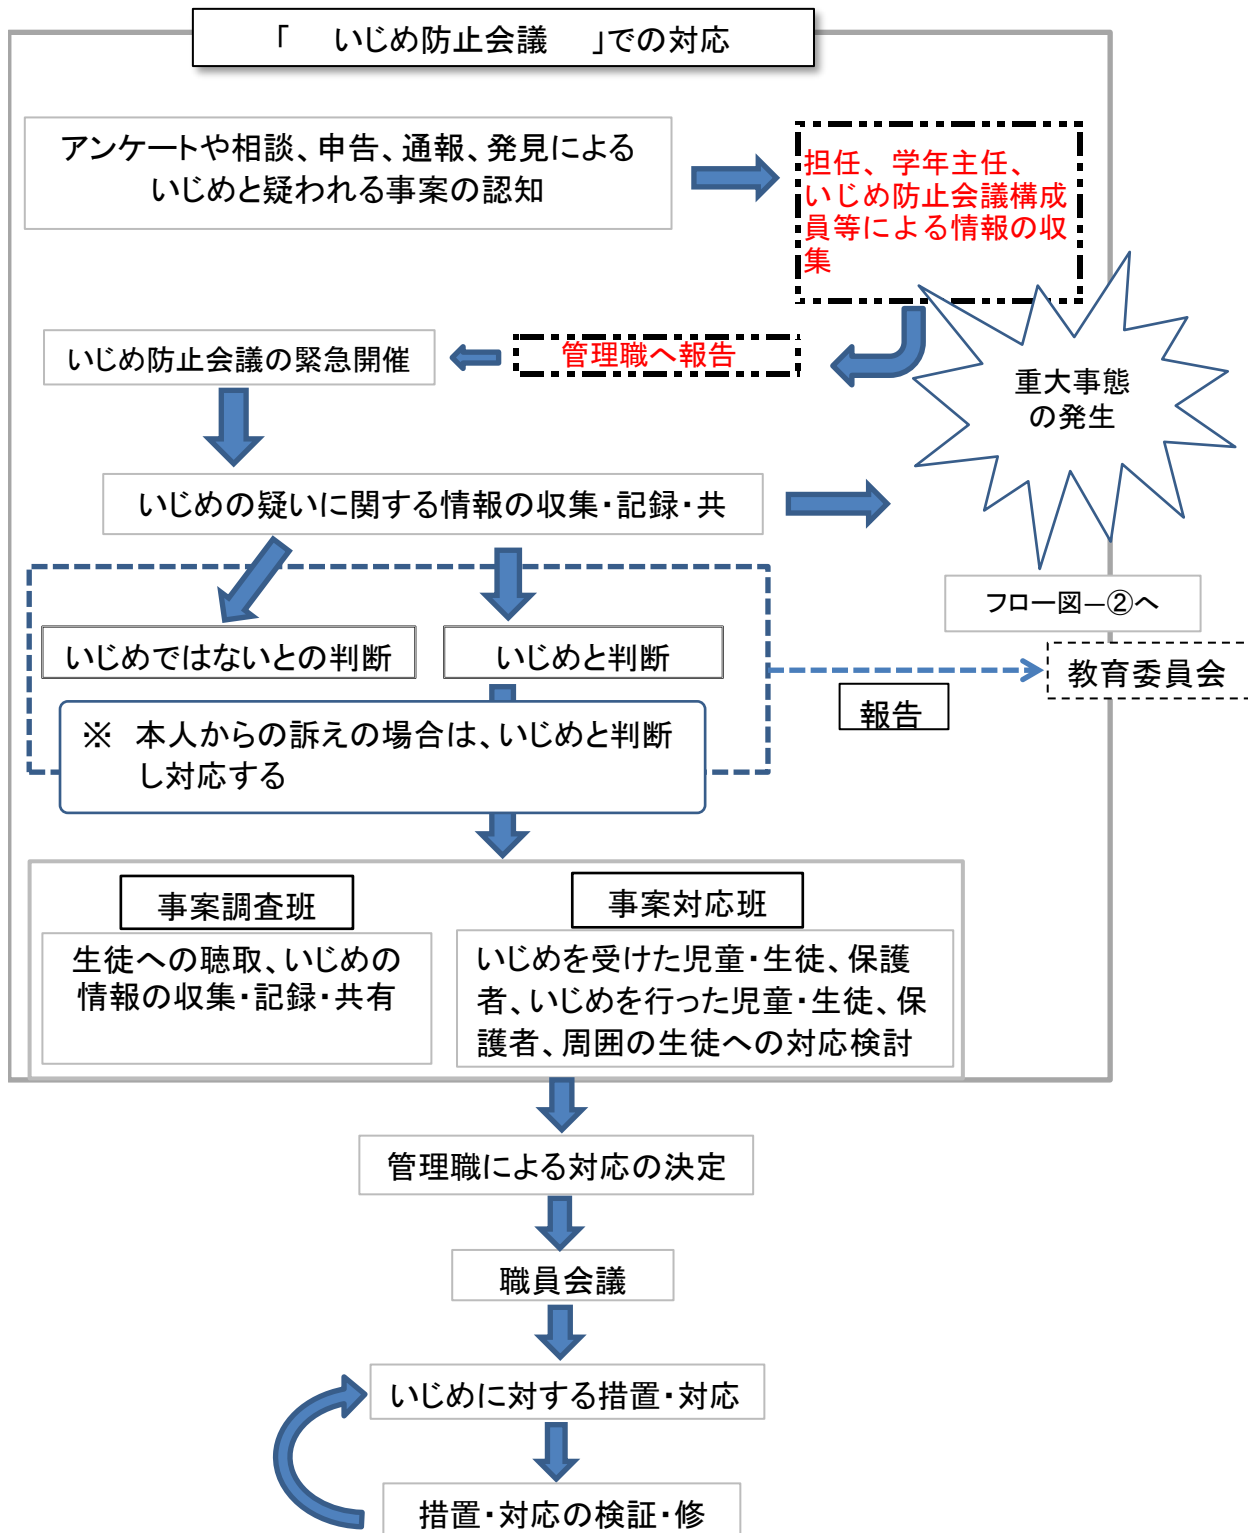 「　いじめ防止会議　」での対応
アンケートや相談、申告、通報、発見による
いじめと疑われる事案の認知
担任、学年主任、
いじめ防止会議構成
員等による情報の収
集
管理職へ報告
いじめ防止会議の緊急開催
重大事態
の発生
いじめの疑いに関する情報の収集・記録・共
フロー図―②へ
いじめではないとの判断
いじめと判断
教育委員会
報告
※　本人からの訴えの場合は、いじめと判断
し対応する
事案調査班
生徒への聴取、いじめの
情報の収集・記録・共有
事案対応班
いじめを受けた児童・生徒、保護
者、いじめを行った児童・生徒、保
護者、周囲の生徒への対応検討
管理職による対応の決定
職員会議
いじめに対する措置・対応
措置・対応の検証・修